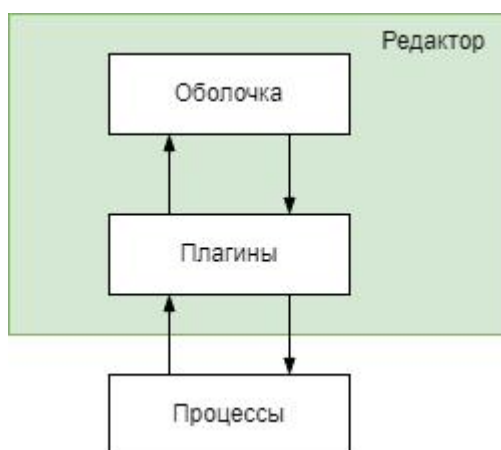 Редактор
Оболочка
Плагины
Процессы